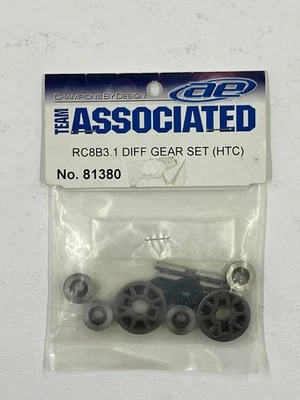 CHAMPIONS BY DESIGN
ae
TEAM
ASSOCIATED
RC8B3.1 DIFF GEAR SET (HTC)
No. 81380